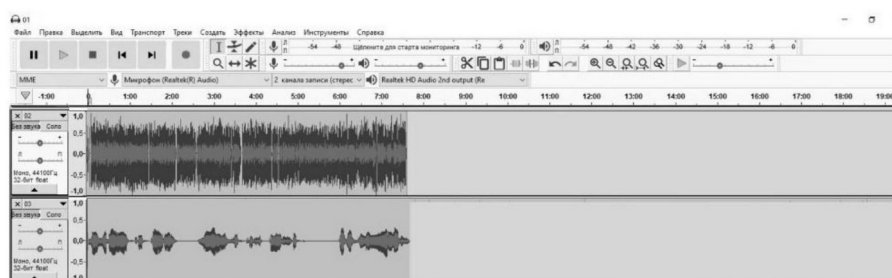 01
Файл Правка Выделить Вид Транспорт Треки Создать Эффекты Анализ Инструменты Справка
Л П -54 -48 Щёлкните для старта мониторинга -12 -6 0 Л П -54 -48 -42 -36 -30 -24 -18 -12 -6 0
MME Микрофон (Realtek(R) Audio) 2 канала записи (стерес Realtek HD Audio 2nd output (Re
-1:00 0 1:00 2:00 3:00 4:00 5:00 6:00 7:00 8:00 9:00 10:00 11:00 12:00 13:00 14:00 15:00 16:00 17:00 18:00 19:00
02 1,0
Без звука Соло 0,5
- +
Л П 0,0
Моно, 44100Гц -0,5
32-бит float
-1,0
03 1,0
Без звука Соло 0,5
- +
Л П 0,0
Моно, 44100Гц -0,5
32-бит float
-1,0